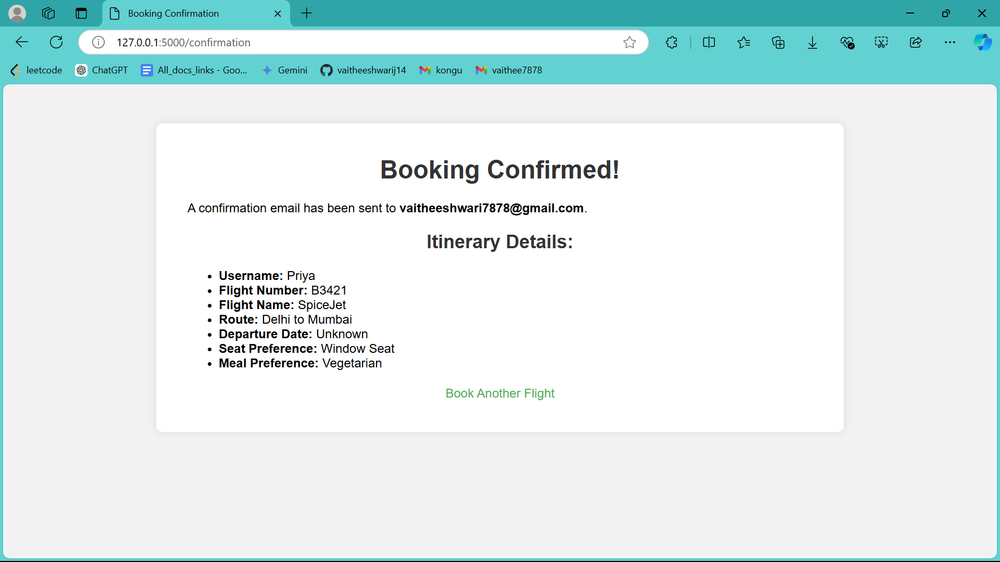 Booking Confirmation
127.0.0.1:5000/confirmation
leetcode ChatGPT All_docs_links - Goo... Gemini vaitheeshwarij14 kongu vaithee7878
Booking Confirmed!
A confirmation email has been sent to vaitheeshwari7878@gmail.com.
Itinerary Details:
• Username: Priya
• Flight Number: B3421
• Flight Name: SpiceJet
• Route: Delhi to Mumbai
• Departure Date: Unknown
• Seat Preference: Window Seat
• Meal Preference: Vegetarian
Book Another Flight